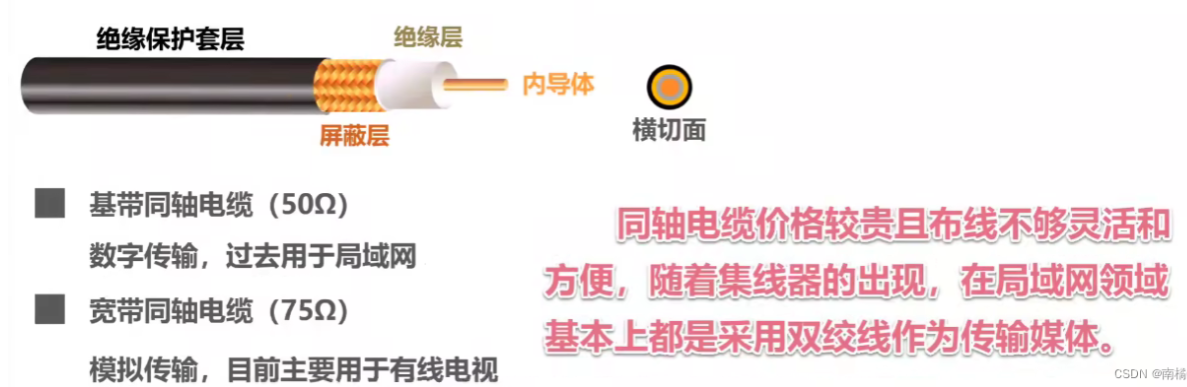 绝缘保护套层
绝缘层
内导体
屏蔽层
横切面
基带同轴电缆（50Ω）
数字传输，过去用于局域网
宽带同轴电缆（75Ω）
模拟传输，目前主要用于有线电视
同轴电缆价格较贵且布线不够灵活和
方便，随着集线器的出现，在局域网领域
基本上都是采用双绞线作为传输媒体。
CSDN @南橘